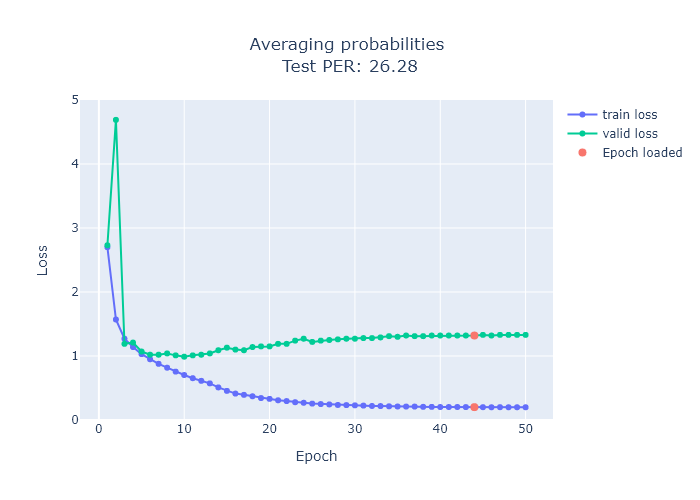 Averaging probabilities
Test PER: 26.28
train loss
valid loss
Epoch loaded
5
4
3
2
1
0
Loss
0 10 20 30 40 50
Epoch